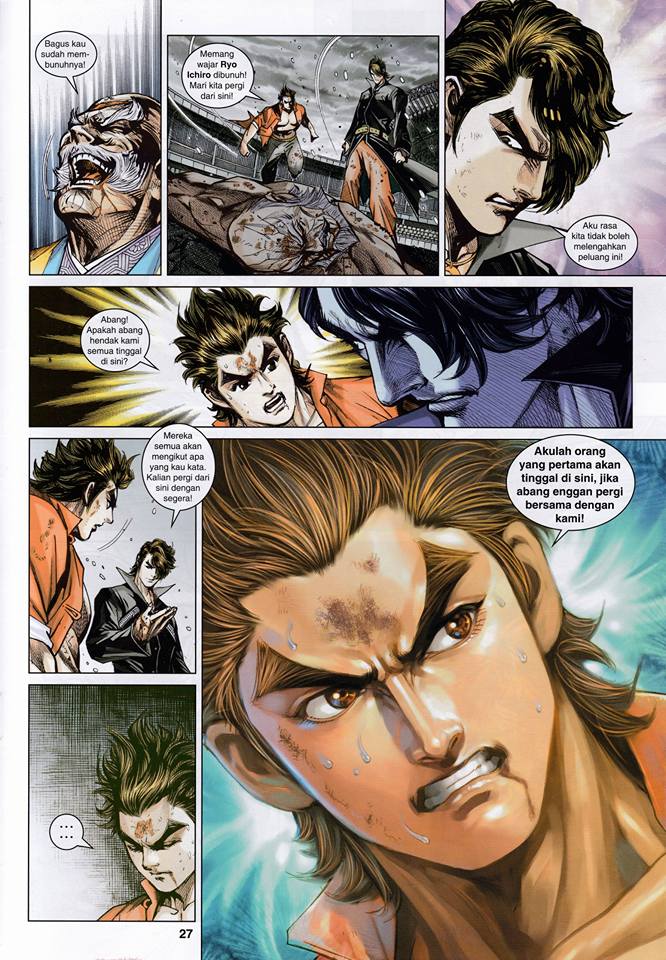 Bagus kau
sudah mem-
bunuhnya!
Memang
wajar Ryo
Ichiro dibunuh!
Mari kita pergi
dari sini!
Aku rasa
kita tidak boleh
melengahkan
peluang ini!
Abang!
Apakah abang
hendak kami
semua tinggal
di sini?
Mereka
semua akan
mengikut apa
yang kau kata.
Kalian pergi dari
sini dengan
segera!
Akulah orang
yang pertama akan
tinggal di sini, jika
abang enggan pergi
bersama dengan
kami!
...
...
27